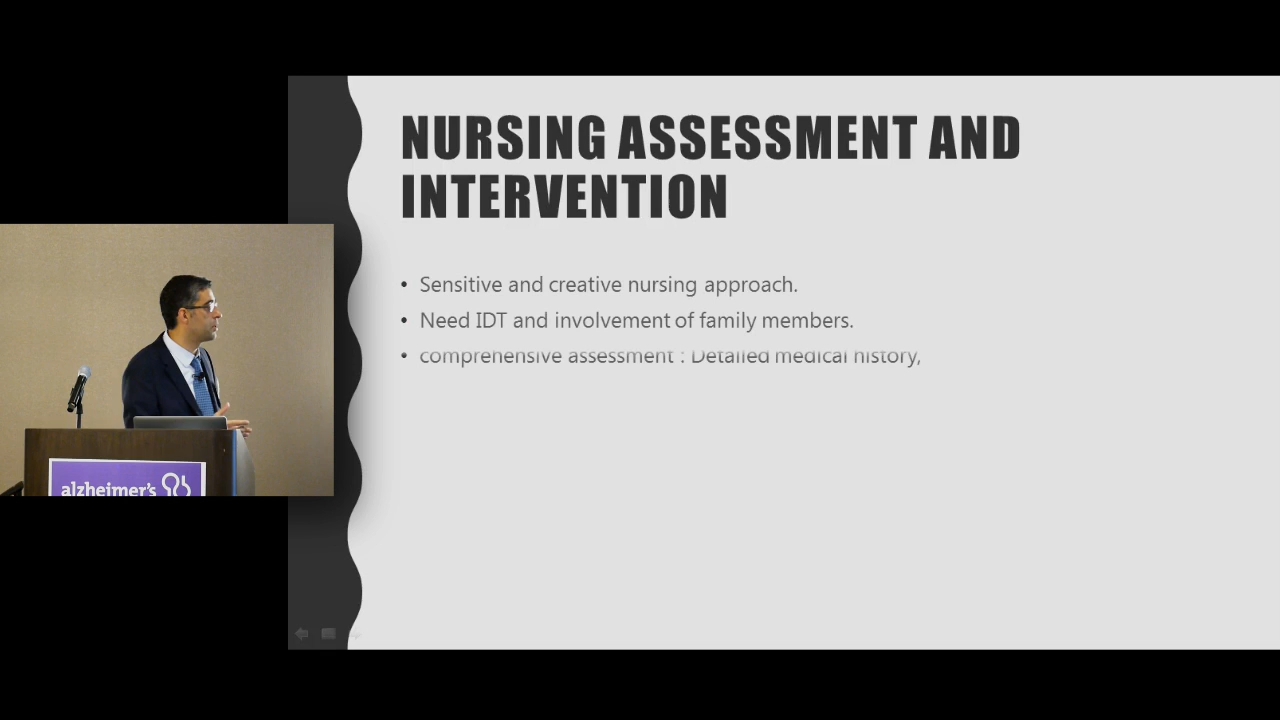 NURSING ASSESSMENT AND
INTERVENTION
• Sensitive and creative nursing approach.
• Need IDT and involvement of family members.
• comprehensive assessment : Detailed medical history,
alzheimer's